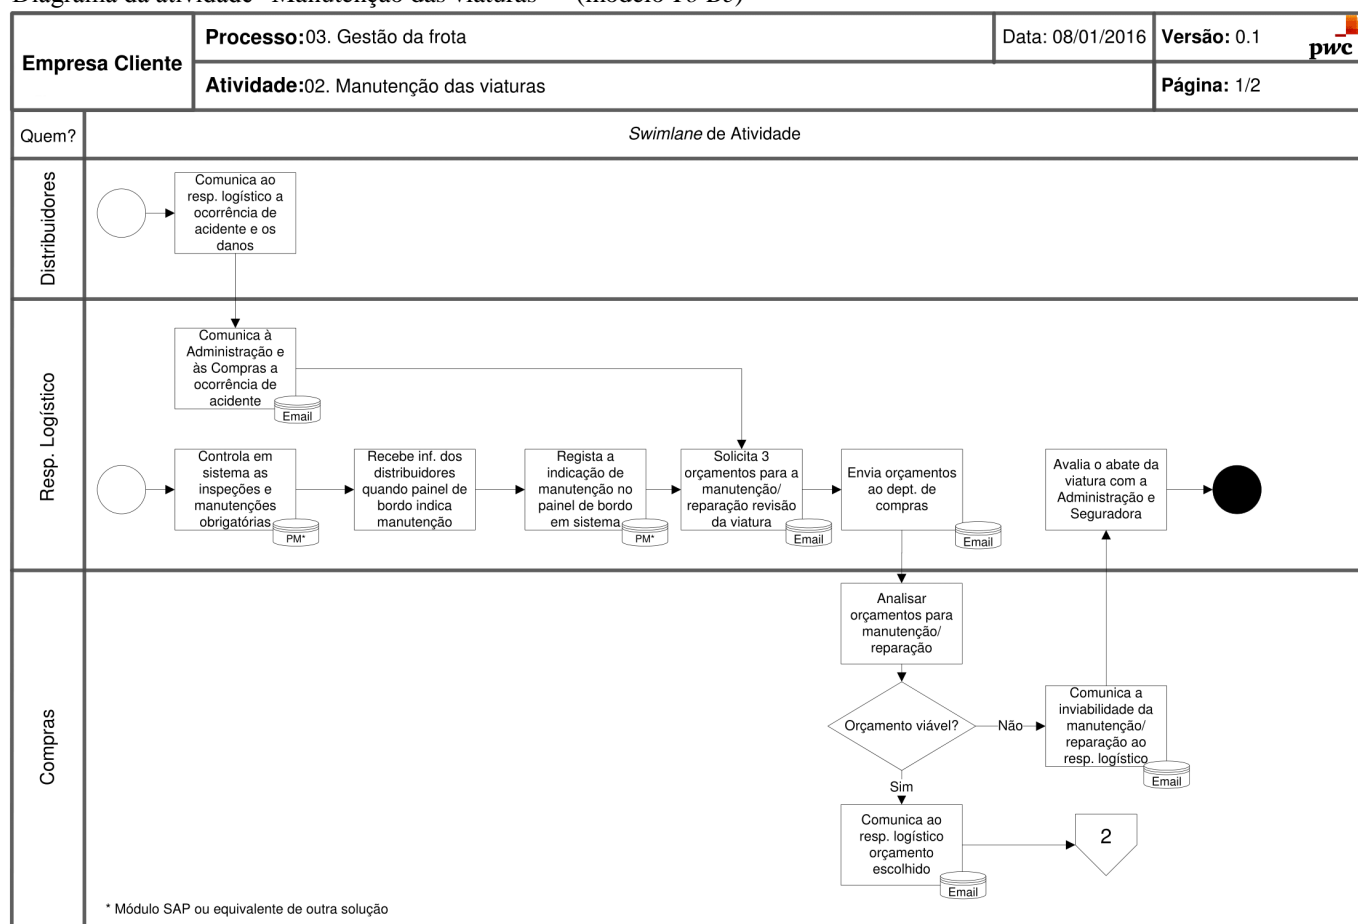 Diagrama da atividade "Manutenção das viaturas" (modelo To-Be)
Empresa Cliente
Processo:03. Gestão da frota
Data: 08/01/2016
Versão: 0.1
pwc
Atividade:02. Manutenção das viaturas
Página: 1/2
Quem?
Swimlane de Atividade
Distribuidores
Comunica ao
resp. logístico a
ocorrência de
acidente e os
danos
Resp. Logístico
Comunica à
Administração e
às Compras a
ocorrência de
acidente
Email
Controla em
sistema as
inspeções e
manutenções
obrigatórias
PM*
Recebe inf. dos
distribuidores
quando painel de
bordo indica
manutenção
Regista a
indicação de
manutenção no
painel de bordo
em sistema
PM*
Solicita 3
orçamentos para a
manutenção/
reparação revisão
da viatura
Email
Envia orçamentos
ao dept. de
compras
Email
Avalia o abate da
viatura com a
Administração e
Seguradora
Compras
Analisar
orçamentos para
manutenção/
reparação
Orçamento viável?
Não
Comunica a
inviabilidade da
manutenção/
reparação ao
resp. logístico
Email
Sim
Comunica ao
resp. logístico
orçamento
escolhido
Email
2
* Módulo SAP ou equivalente de outra solução